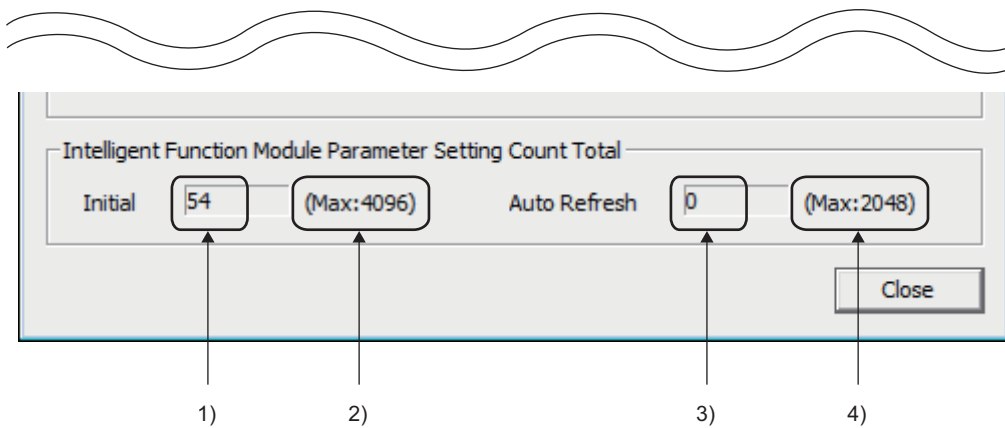 Intelligent Function Module Parameter Setting Count Total
Initial 54 (Max:4096) Auto Refresh 0 (Max:2048)
Close
1) 2) 3) 4)